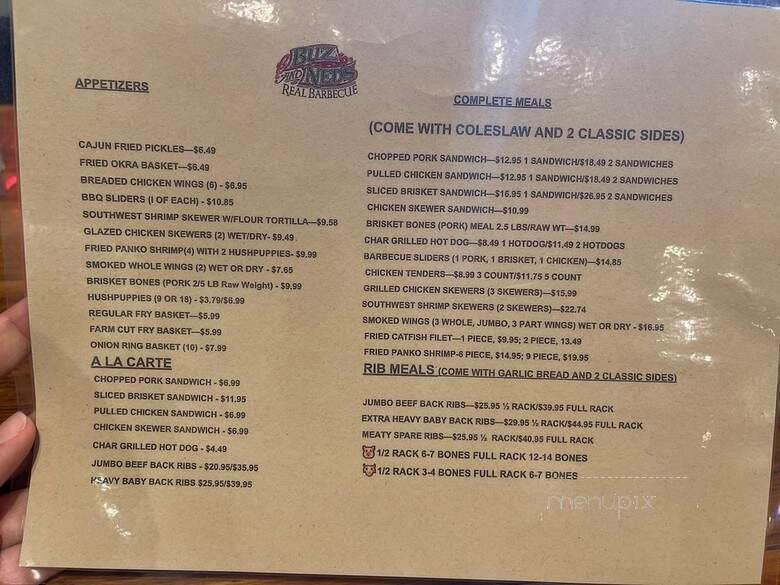 BUZ
AND NEDS
REAL BARBECUE
APPETIZERS
CAJUN FRIED PICKLES—$6.49
FRIED OKRA BASKET—$6.49
BREADED CHICKEN WINGS (6) - $6.95
BBQ SLIDERS (1 OF EACH) - $10.85
SOUTHWEST SHRIMP SKEWER W/FLOUR TORTILLA—$9.58
GLAZED CHICKEN SKEWERS (2) WET/DRY- $9.49
FRIED PANKO SHRIMP(4) WITH 2 HUSHPUPPIES- $9.99
SMOKED WHOLE WINGS (2) WET OR DRY - $7.65
BRISKET BONES (PORK 2/5 LB Raw Weight) - $9.99
HUSHPUPPIES (9 OR 18) - $3,79/$6.99
REGULAR FRY BASKET—$5.99
FARM CUT FRY BASKET—$5.99
ONION RING BASKET (10) - $7.99
A LA CARTE
CHOPPED PORK SANDWICH - $6.99
SLICED BRISKET SANDWICH - $11.95
PULLED CHICKEN SANDWICH - $6.99
CHICKEN SKEWER SANDWICH - $6.99
CHAR GRILLED HOT DOG - $4.49
JUMBO BEEF BACK RIBS - $20.95/$35.95
HEAVY BABY BACK RIBS $25.95/$39.95
COMPLETE MEALS
(COME WITH COLESLAW AND 2 CLASSIC SIDES)
CHOPPED PORK SANDWICH—$12.95 1 SANDWICH/$18.49 2 SANDWICHES
PULLED CHICKEN SANDWICH—$12.95 1 SANDWICH/$18.49 2 SANDWICHES
SLICED BRISKET SANDWICH—$16.95 1 SANDWICH/$26.95 2 SANDWICHES
CHICKEN SKEWER SANDWICH—$10.99
BRISKET BONES (PORK) MEAL 2.5 LBS/RAW WT—$14.99
CHAR GRILLED HOT DOG—$8.49 1 HOTDOG/$11.49 2 HOTDOGS
BARBECUE SLIDERS (1 PORK, 1 BRISKET, 1 CHICKEN)—$14.85
CHICKEN TENDERS—$8.99 3 COUNT/$11.75 5 COUNT
GRILLED CHICKEN SKEWERS (3 SKEWERS)—$15,99
SOUTHWEST SHRIMP SKEWERS (2 SKEWERS)—$22.74
SMOKED WINGS (3 WHOLE, JUMBO, 3 PART WINGS) WET OR DRY - $16.95
FRIED CATFISH FILET—1 PIECE, $9.95; 2 PIECE, 13.49
FRIED PANKO SHRIMP-6 PIECE, $14.95; 9 PIECE, $19.95
RIB MEALS (COME WITH GARLIC BREAD AND 2 CLASSIC SIDES)
JUMBO BEEF BACK RIBS—$25.95 ½ RACK/$39.95 FULL RACK
EXTRA HEAVY BABY BACK RIBS—$29.95 ½ RACK/$44.95 FULL RACK
MEATY SPARE RIBS—$25.95 ½ RACK/$40.95 FULL RACK
1/2 RACK 6-7 BONES FULL RACK 12-14 BONES
1/2 RACK 3-4 BONES FULL RACK 6-7 BONES
menupix